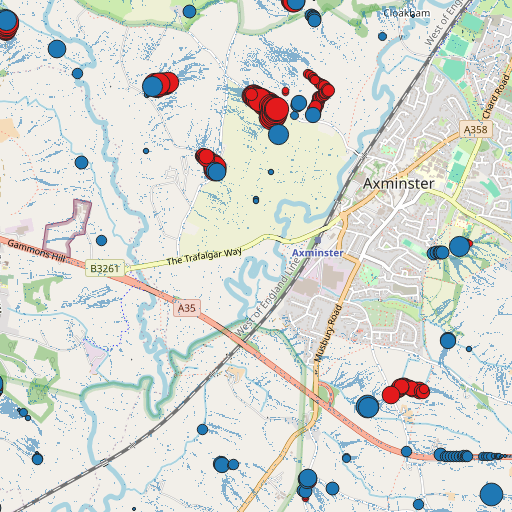 Cloakham
West of En
Chard Road
A358
Axminster
Gammons Hill
B3261
The Trafalgar Way
Axminster
A35
West of England Line
Musbury Road